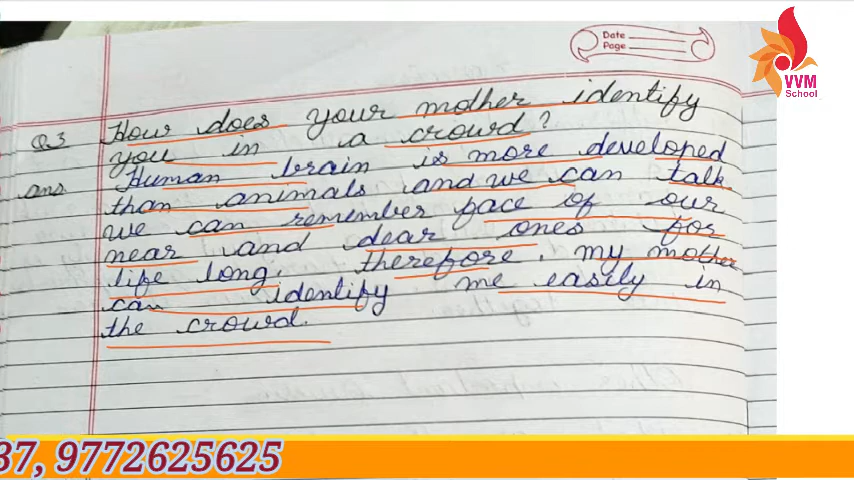 Date
Page
VVM
School
Q3 How does your mother identify
you in a crowd?
ans Human brain is more developed
than animals and we can talk
we can remember face of our
near and dear ones for
life long. therefore. my mother
can identify me easily in
the crowd.
37, 9772625625